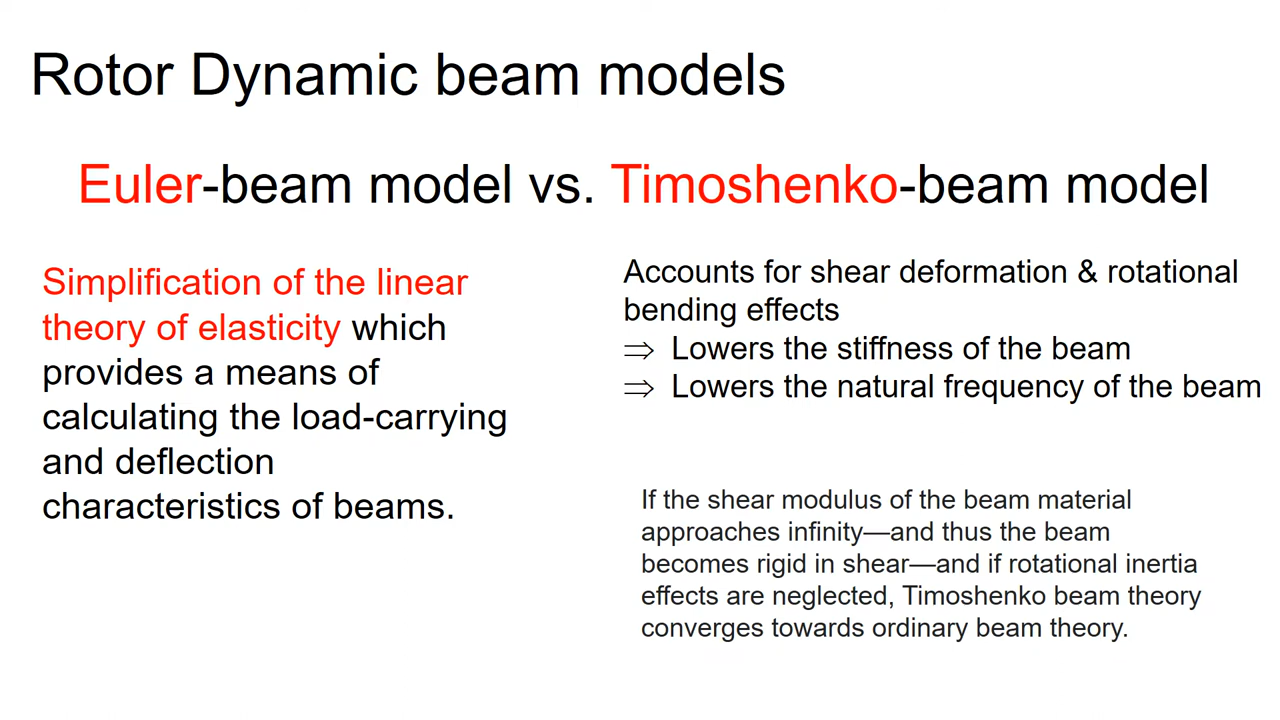 Rotor Dynamic beam models
Euler-beam model vs. Timoshenko-beam model
Simplification of the linear
theory of elasticity which
provides a means of
calculating the load-carrying
and deflection
characteristics of beams.
Accounts for shear deformation & rotational
bending effects
⇒ Lowers the stiffness of the beam
⇒ Lowers the natural frequency of the beam
If the shear modulus of the beam material
approaches infinity—and thus the beam
becomes rigid in shear—and if rotational inertia
effects are neglected, Timoshenko beam theory
converges towards ordinary beam theory.